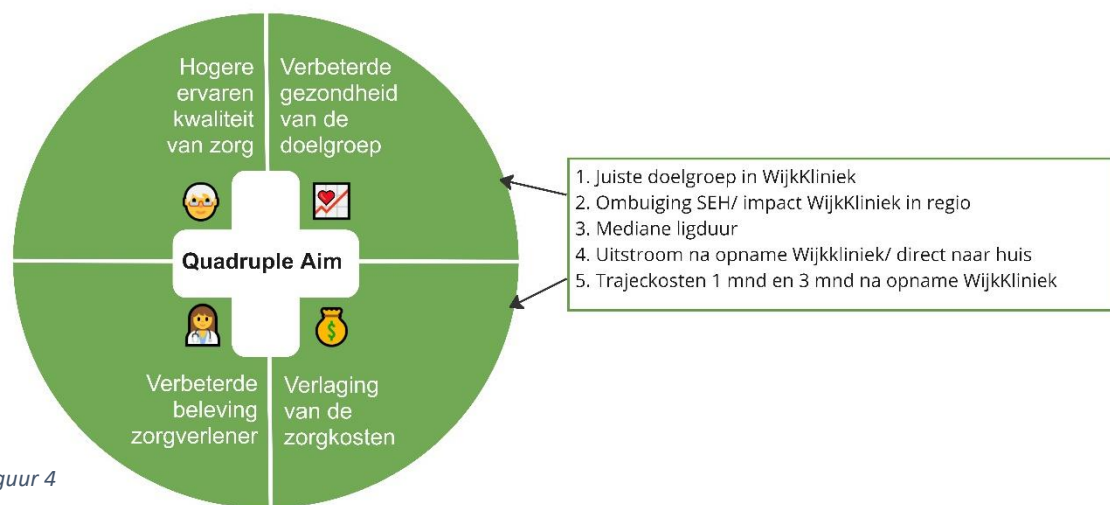 Hogere
ervaren
kwaliteit
van zorg
Verbeterde
gezondheid
van de
doelgroep
Quadruple Aim
Verbeterde
beleving
zorgverlener
Verlaging
van de
zorgkosten
1. Juiste doelgroep in WijkKliniek
2. Ombuiging SEH/ impact WijkKliniek in regio
3. Mediane ligduur
4. Uitstroom na opname Wijkkliniek/ direct naar huis
5. Trajeckosten 1 mnd en 3 mnd na opname WijkKliniek
guur 4